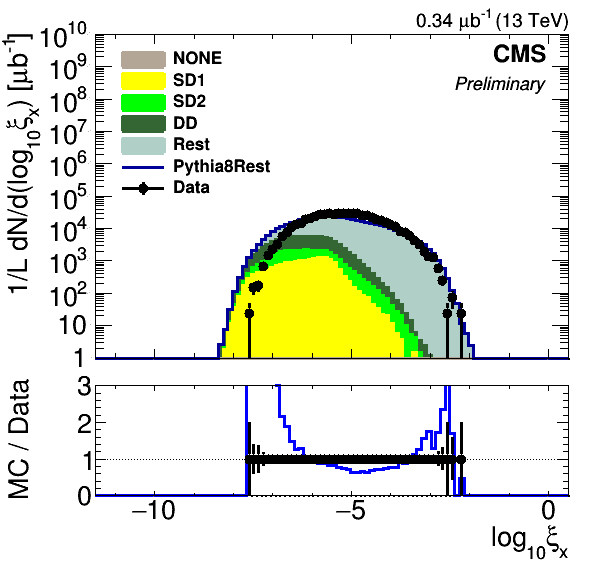 0.34 μb⁻¹ (13 TeV)
1/L dN/d(log₁₀ξₓ) [μb⁻¹]
10¹⁰
10⁹
10⁸
10⁷
10⁶
10⁵
10⁴
10³
10²
10
1
CMS
Preliminary
NONE
SD1
SD2
DD
Rest
Pythia8Rest
Data
MC / Data
3
2
1
0
−10
−5
0
log₁₀ξₓ